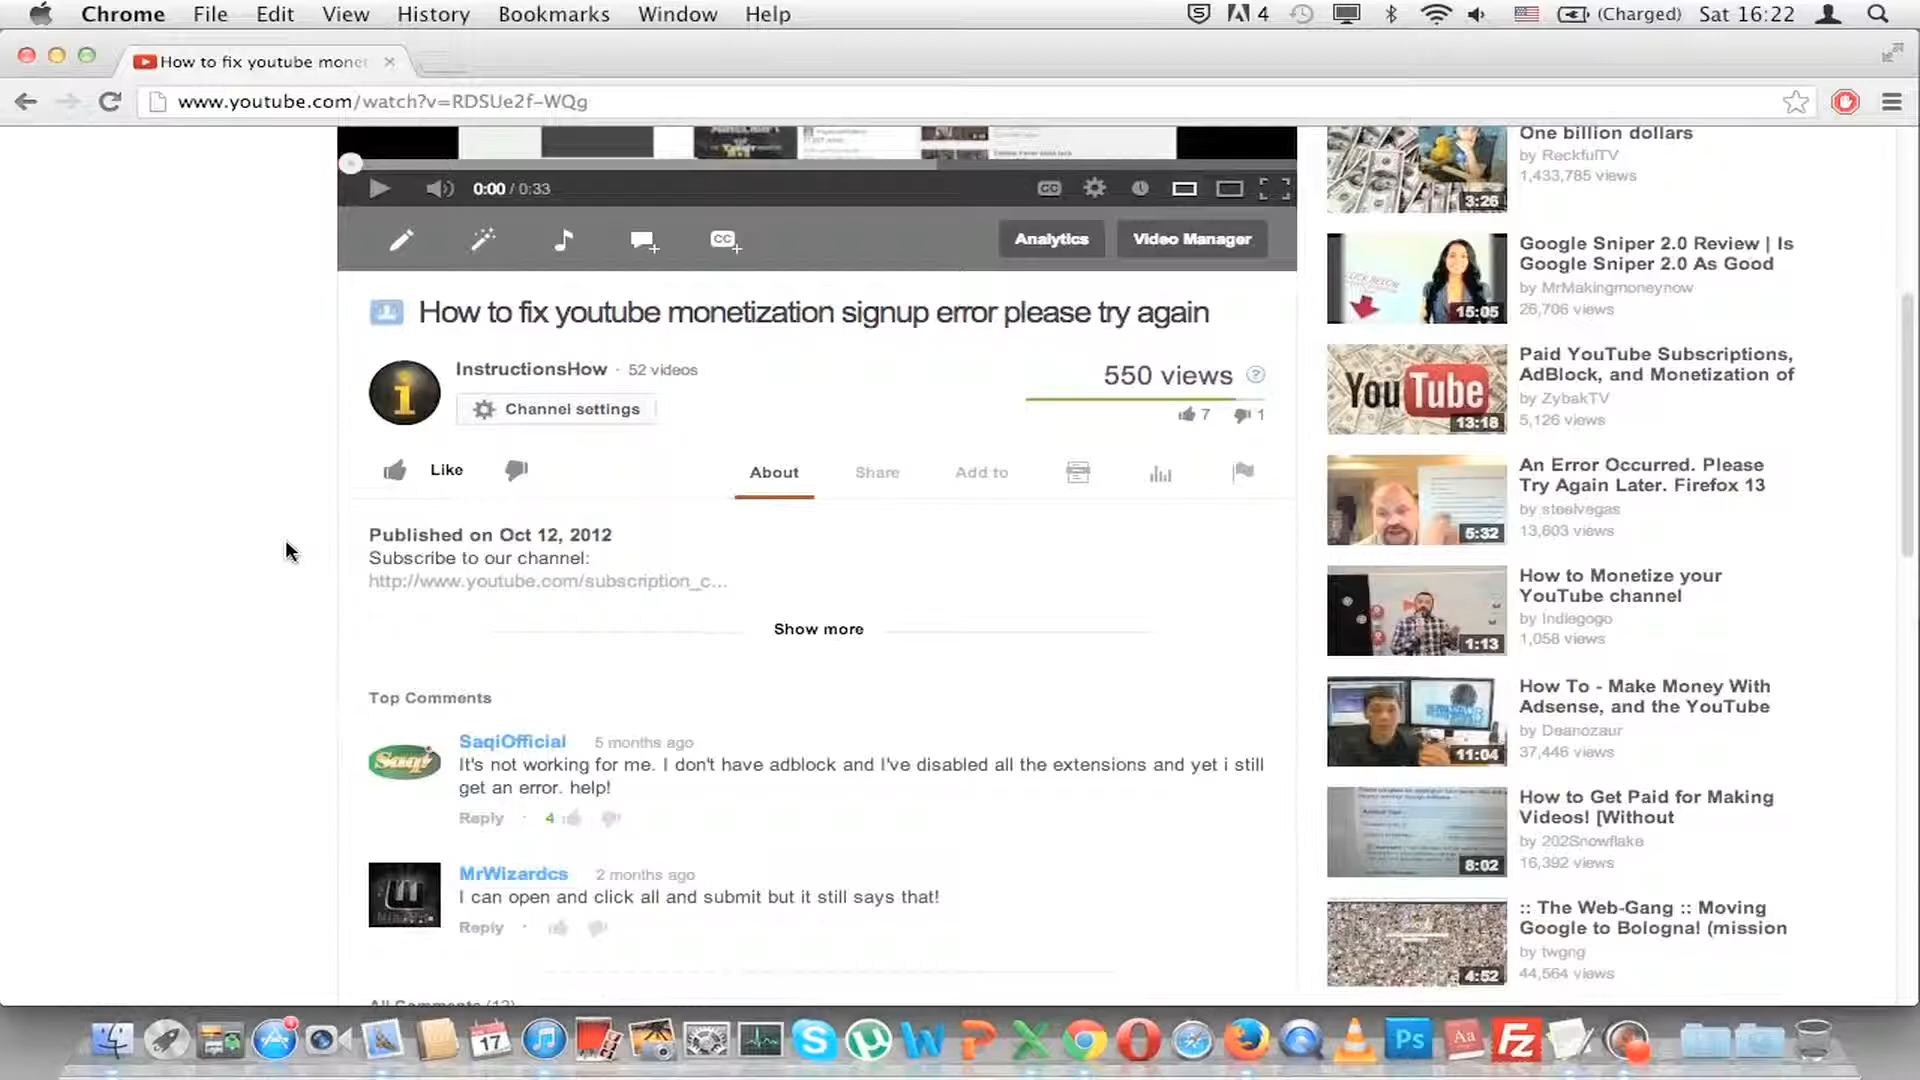 Chrome File Edit View History Bookmarks Window Help 4 (Charged) Sat 16:22
How to fix youtube monet
www.youtube.com/watch?v=RDSUe2f-WQg
0:00 / 0:33 CC
CC Analytics Video Manager
How to fix youtube monetization signup error please try again
InstructionsHow · 52 videos
Channel settings
550 views ?
7 1
Like
About Share Add to
Published on Oct 12, 2012
Subscribe to our channel:
http://www.youtube.com/subscription_c...
Show more
Top Comments
SaqiOfficial 5 months ago
It's not working for me. I don't have adblock and I've disabled all the extensions and yet i still
get an error. help!
Reply · 4
MrWizardcs 2 months ago
I can open and click all and submit but it still says that!
Reply ·
All Comments (12)
One billion dollars
by ReckfulTV
1,433,785 views
3:26
Google Sniper 2.0 Review | Is
Google Sniper 2.0 As Good
by MrMakingmoneynow
26,706 views
15:05
Paid YouTube Subscriptions,
AdBlock, and Monetization of
by ZybakTV
5,126 views
YouTube
13:18
An Error Occurred. Please
Try Again Later. Firefox 13
by steelvegas
13,603 views
5:32
How to Monetize your
YouTube channel
by Indiegogo
1,058 views
1:13
How To - Make Money With
Adsense, and the YouTube
by Deanozaur
37,446 views
11:04
How to Get Paid for Making
Videos! [Without
by 202Snowflake
16,392 views
8:02
:: The Web-Gang :: Moving
Google to Bologna! (mission
by twgng
44,564 views
4:52
17
Ps
Aa
Fz